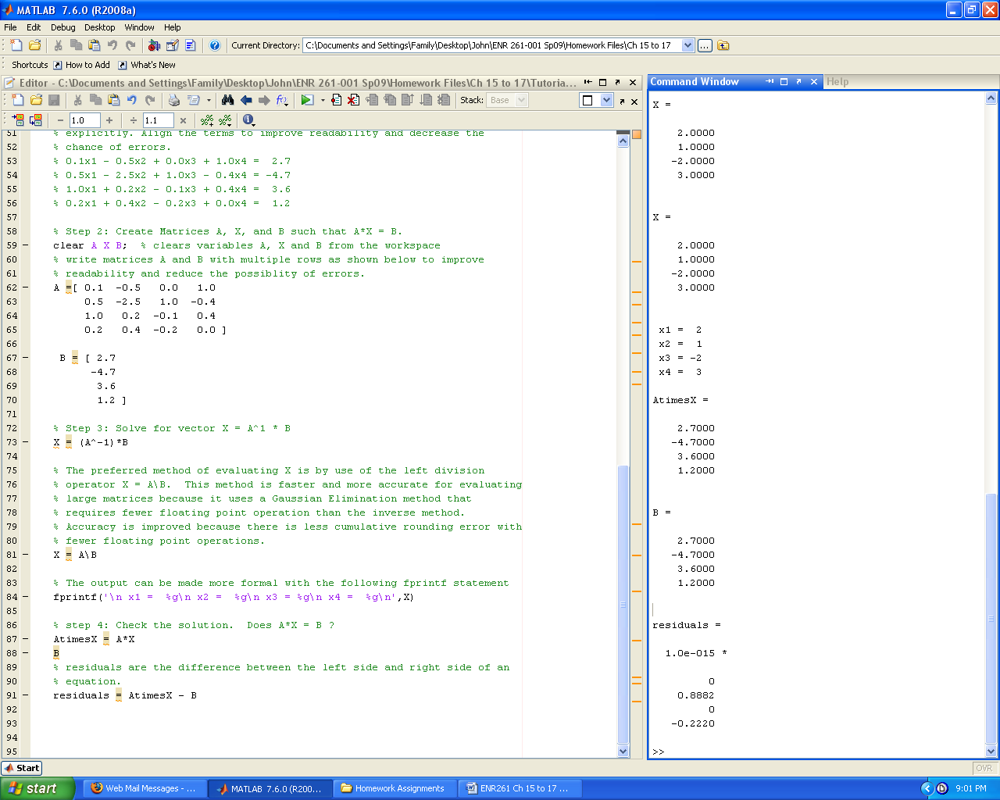 MATLAB 7.6.0 (R2008a)
File Edit Debug Desktop Window Help
Current Directory: C:\Documents and Settings\Family\Desktop\John\ENR 261-001 Sp09\Homework Files\Ch 15 to 17
Shortcuts How to Add What's New
Editor - C:\Documents and Settings\Family\Desktop\John\ENR 261-001 Sp09\Homework Files\Ch 15 to 17\Tutoria...
Stack: Base
- 1.0 + ÷ 1.1 ×
51 % explicitly. Align the terms to improve readability and decrease the
52 % chance of errors.
53 % 0.1x1 - 0.5x2 + 0.0x3 + 1.0x4 =  2.7
54 % 0.5x1 - 2.5x2 + 1.0x3 - 0.4x4 = -4.7
55 % 1.0x1 + 0.2x2 - 0.1x3 + 0.4x4 =  3.6
56 % 0.2x1 + 0.4x2 - 0.2x3 + 0.0x4 =  1.2
57
58 % Step 2: Create Matrices A, X, and B such that A*X = B.
59 - clear A X B;  % clears variables A, X and B from the workspace
60 % write matrices A and B with multiple rows as shown below to improve
61 % readability and reduce the possiblity of errors.
62 - A =[ 0.1  -0.5   0.0   1.0
63 0.5  -2.5   1.0  -0.4
64 1.0   0.2  -0.1   0.4
65 0.2   0.4  -0.2   0.0 ]
66
67 - B = [ 2.7
68 -4.7
69 3.6
70 1.2 ]
71
72 % Step 3: Solve for vector X = A^1 * B
73 - X = (A^-1)*B
74
75 % The preferred method of evaluating X is by use of the left division
76 % operator X = A\B.  This method is faster and more accurate for evaluating
77 % large matrices because it uses a Gaussian Elimination method that
78 % requires fewer floating point operation than the inverse method.
79 % Accuracy is improved because there is less cumulative rounding error with
80 % fewer floating point operations.
81 - X = A\B
82
83 % The output can be made more formal with the following fprintf statement
84 - fprintf('\n x1 =  %g\n x2 =  %g\n x3 = %g\n x4 =  %g\n',X)
85
86 % step 4: Check the solution.  Does A*X = B ?
87 - AtimesX = A*X
88 - B
89 % residuals are the difference between the left side and right side of an
90 % equation.
91 - residuals = AtimesX - B
92
93
94
95
Command Window
Help
X =
2.0000
1.0000
-2.0000
3.0000
X =
2.0000
1.0000
-2.0000
3.0000
x1 =  2
x2 =  1
x3 = -2
x4 =  3
AtimesX =
2.7000
-4.7000
3.6000
1.2000
B =
2.7000
-4.7000
3.6000
1.2000
residuals =
1.0e-015 *
0
0.8882
0
-0.2220
>>
Start
OVR
start Web Mail Messages - ... MATLAB 7.6.0 (R200... Homework Assignments ENR261 Ch 15 to 17 ... 9:01 PM